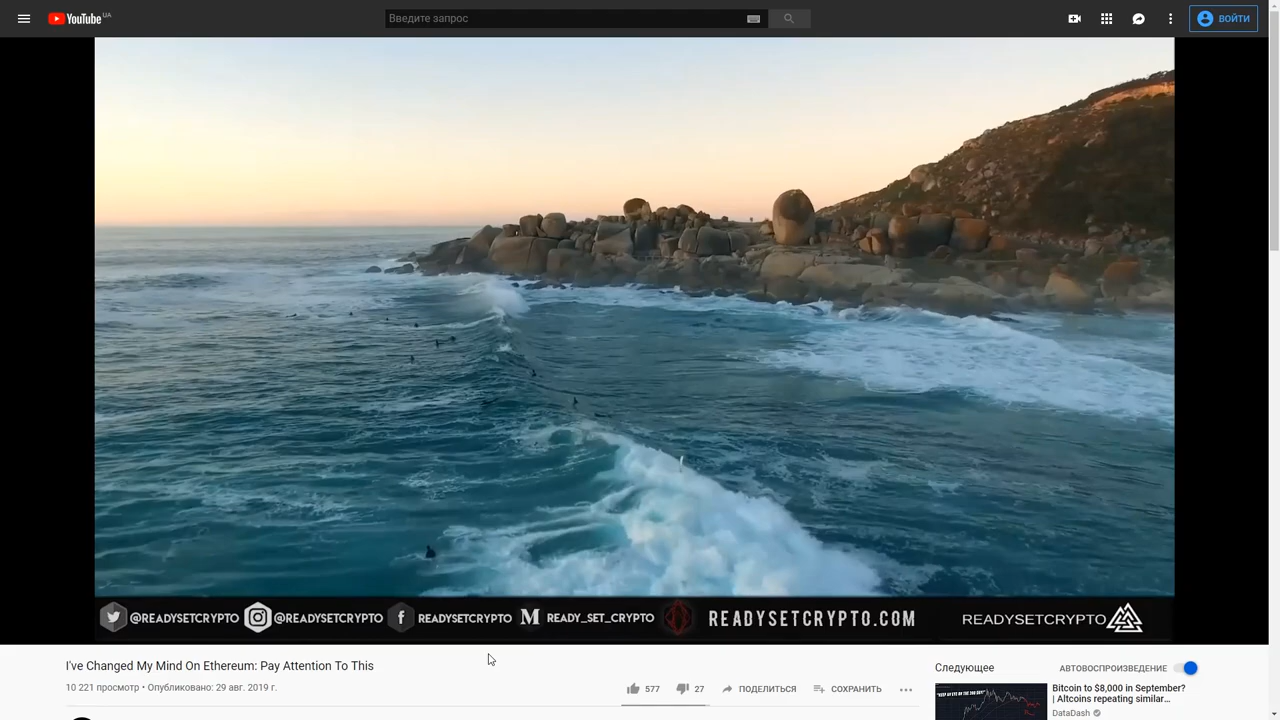 YouTube UA
Введите запрос
ВОЙТИ
@READYSETCRYPTO @READYSETCRYPTO READYSETCRYPTO READY_SET_CRYPTO READYSETCRYPTO.COM READYSETCRYPTO
I've Changed My Mind On Ethereum: Pay Attention To This
10 221 просмотр • Опубликовано: 29 авг. 2019 г.
577 27 ПОДЕЛИТЬСЯ СОХРАНИТЬ
Следующее АВТОВОСПРОИЗВЕДЕНИЕ
Bitcoin to $8,000 in September?
| Altcoins repeating similar...
DataDash